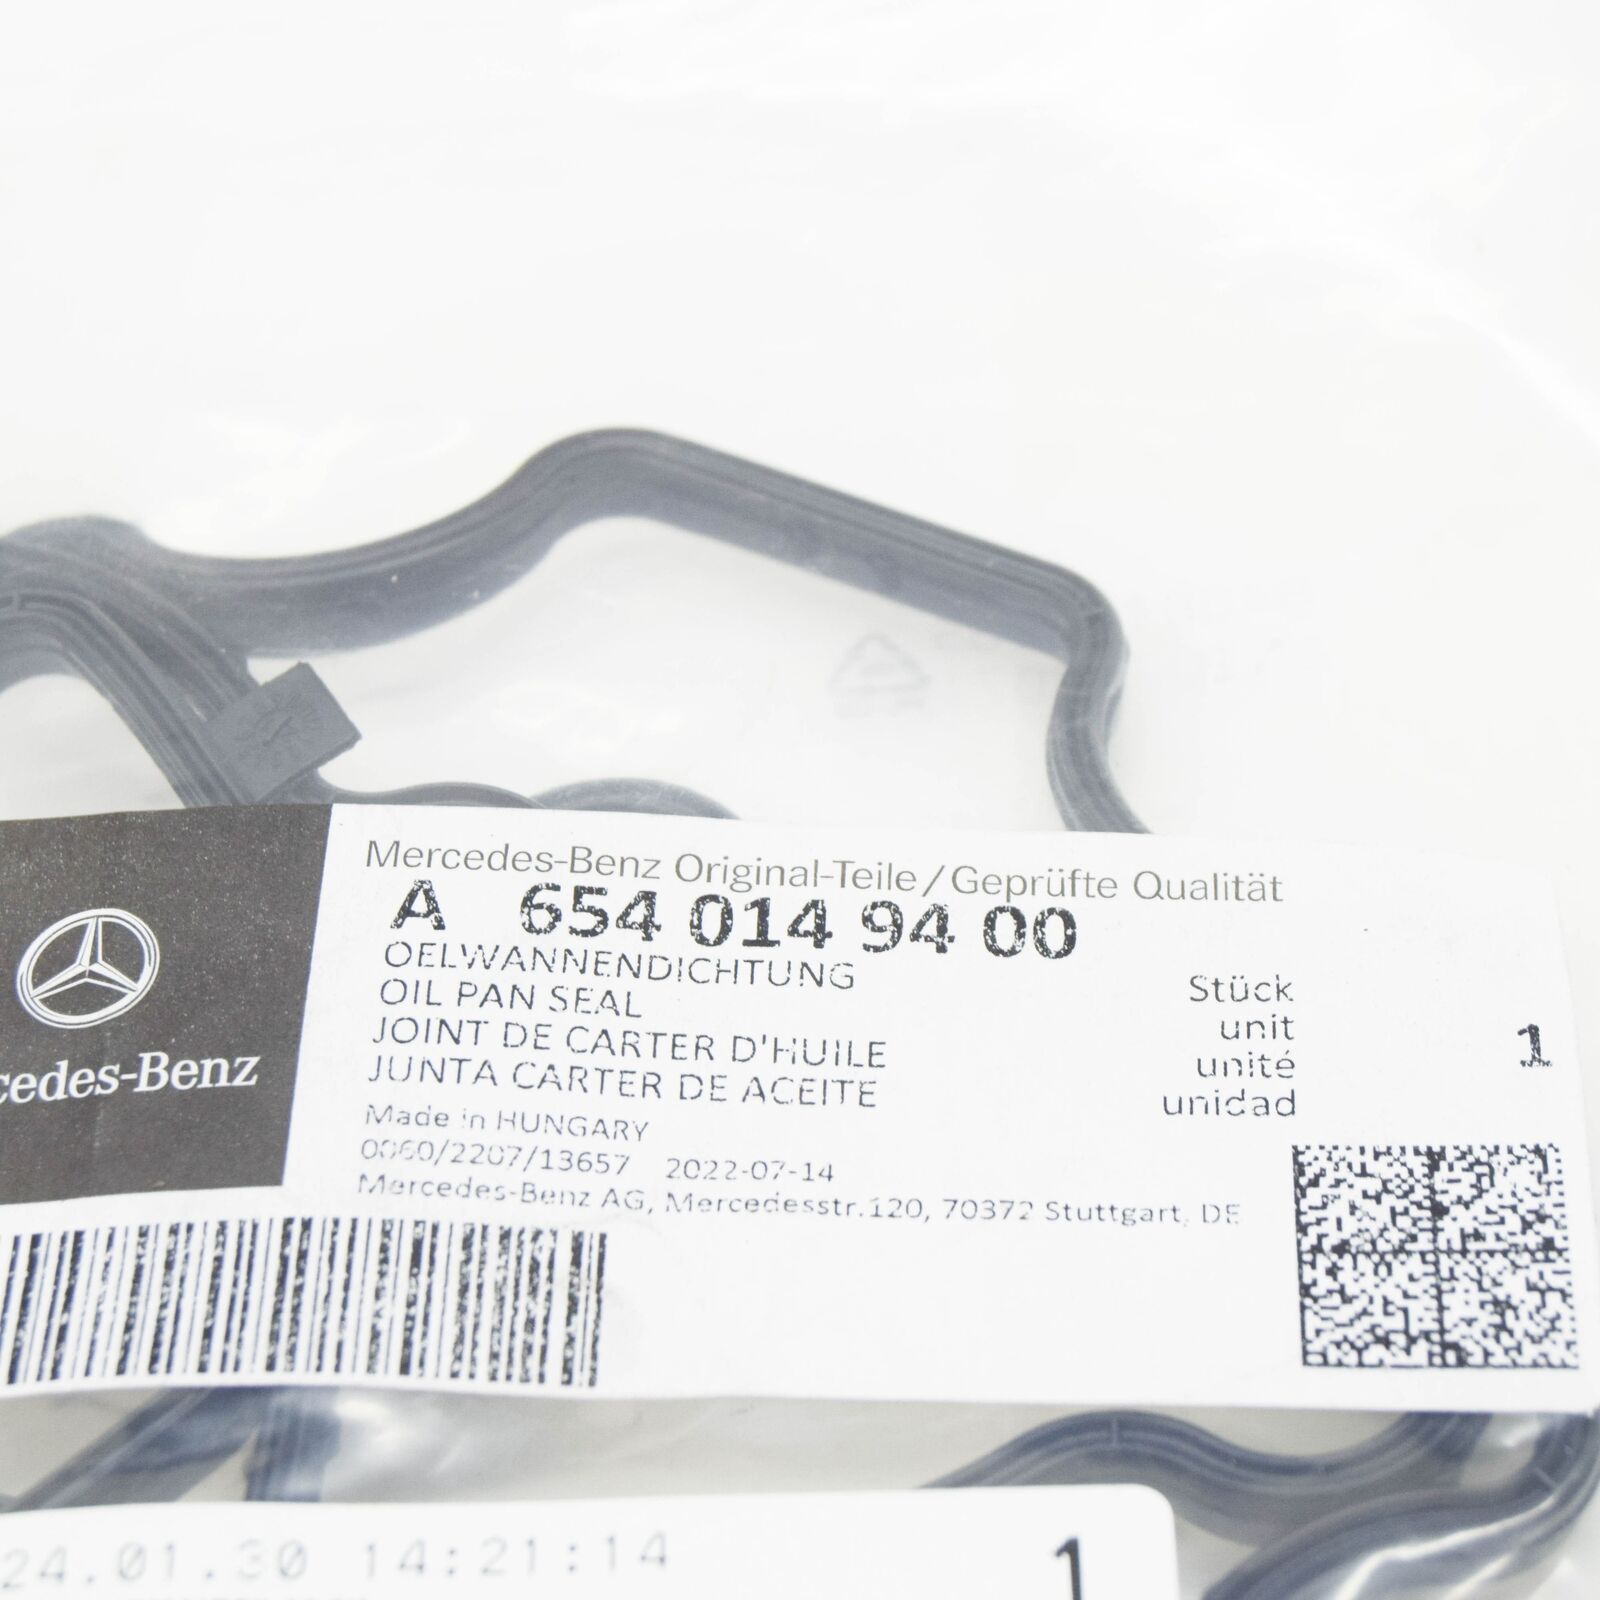 Mercedes-Benz Original-Teile/Geprüfte Qualität
A 654 014 94 00
OELWANNENDICHTUNG
OIL PAN SEAL
JOINT DE CARTER D'HUILE
JUNTA CARTER DE ACEITE
Stück
unit
unité
unidad
1
Made in HUNGARY
0060/2207/13657 2022-07-14
Mercedes-Benz AG, Mercedesstr.120, 70372 Stuttgart, DE
cedes-Benz
24.01.30 14:21:14
1